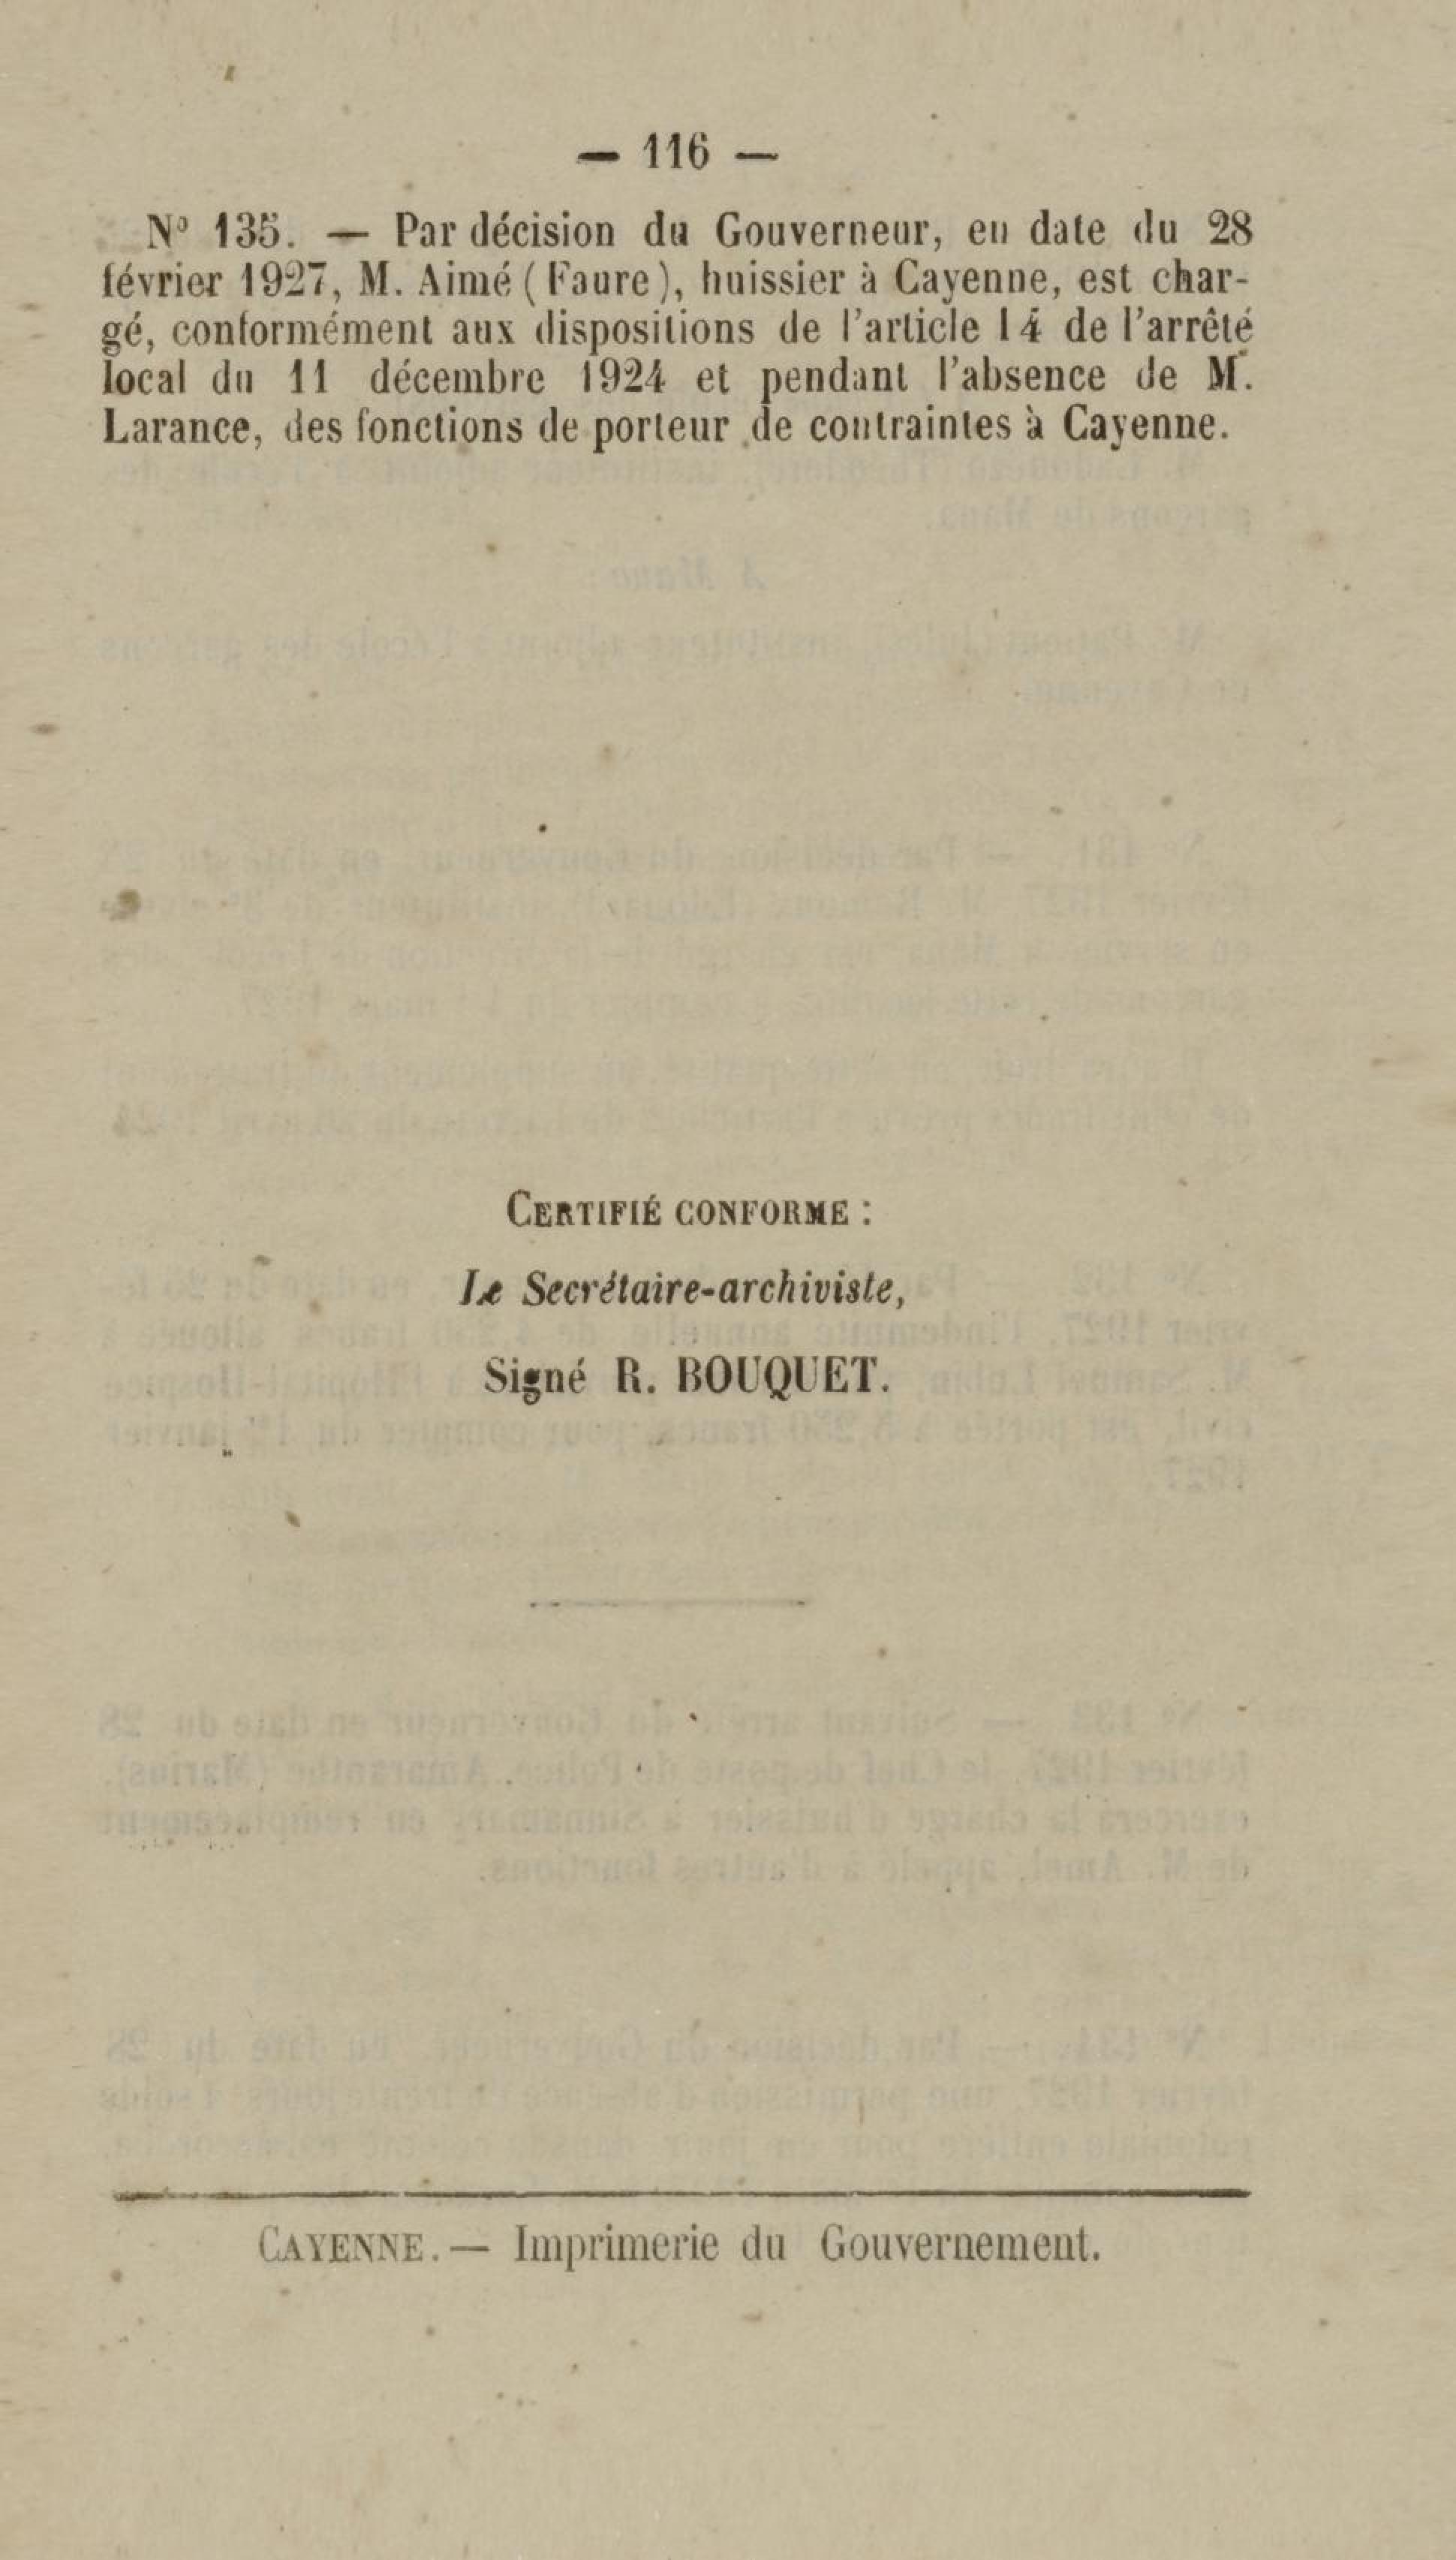 — 116 —
Nº 135. — Par décision du Gouverneur, en date du 28
février 1927, M. Aimé (Faure), huissier à Cayenne, est char-
gé, conformément aux dispositions de l'article 14 de l'arrêté
local du 11 décembre 1924 et pendant l'absence de M.
Larance, des fonctions de porteur de contraintes à Cayenne.
CERTIFIÉ CONFORME :
Le Secrétaire-archiviste,
Signé R. BOUQUET.
CAYENNE. — Imprimerie du Gouvernement.